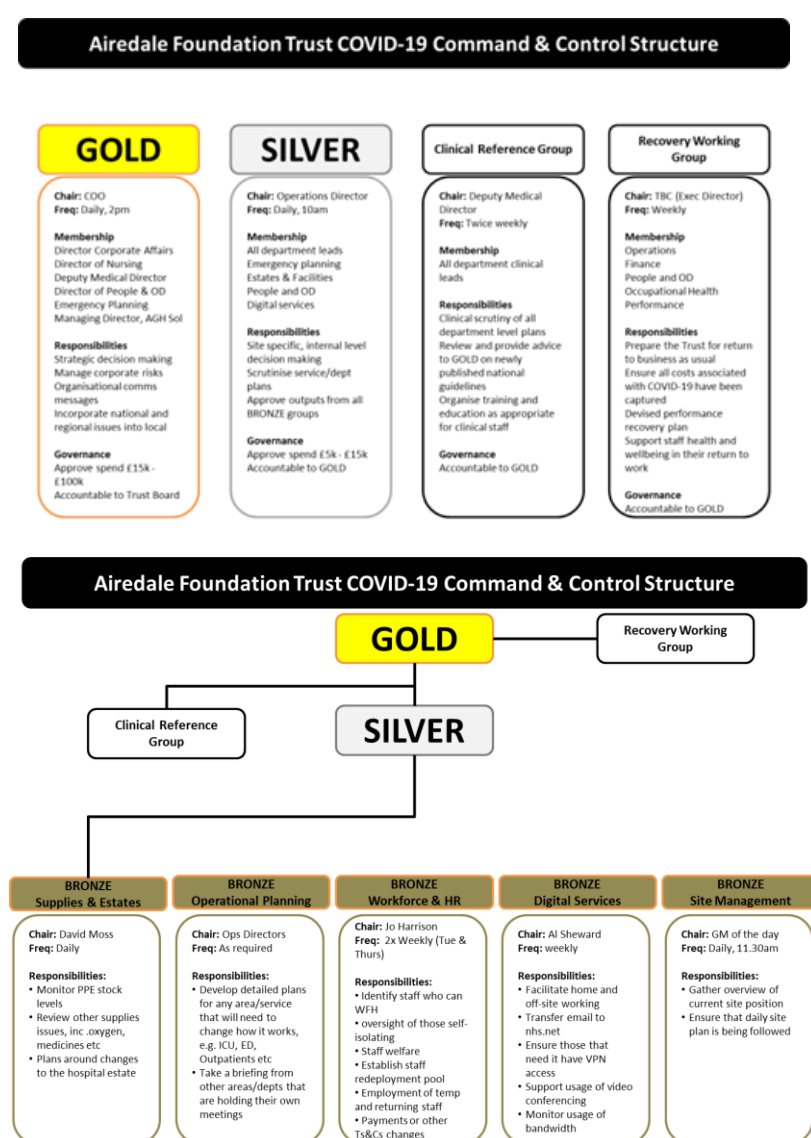 Airedale Foundation Trust COVID-19 Command & Control Structure
GOLD
Chair: COO
Freq: Daily, 2pm
Membership
Director Corporate Affairs
Director of Nursing
Deputy Medical Director
Director of People & OD
Emergency Planning
Managing Director, AGH Sol
Responsibilities
Strategic decision making
Manage corporate risks
Organisational comms
messages
Incorporate national and
regional issues into local
Governance
Approve spend £15k -
£100k
Accountable to Trust Board
SILVER
Chair: Operations Director
Freq: Daily, 10am
Membership
All department leads
Emergency planning
Estates & Facilities
People and OD
Digital services
Responsibilities
Site specific, internal level
decision making
Scrutinise service/dept
plans
Approve outputs from all
BRONZE groups
Governance
Approve spend £5k - £15k
Accountable to GOLD
Clinical Reference Group
Chair: Deputy Medical
Director
Freq: Twice weekly
Membership
All department clinical
leads
Responsibilities
Clinical scrutiny of all
department level plans
Review and provide advice
to GOLD on newly
published national
guidelines
Organise training and
education as appropriate
for clinical staff
Governance
Accountable to GOLD
Recovery Working
Group
Chair: TBC (Exec Director)
Freq: Weekly
Membership
Operations
Finance
People and OD
Occupational Health
Performance
Responsibilities
Prepare the Trust for return
to business as usual
Ensure all costs associated
with COVID-19 have been
captured
Devised performance
recovery plan
Support staff health and
wellbeing in their return to
work
Governance
Accountable to GOLD
Airedale Foundation Trust COVID-19 Command & Control Structure
GOLD
Recovery Working
Group
Clinical Reference
Group
SILVER
BRONZE
Supplies & Estates
Chair: David Moss
Freq: Daily
Responsibilities:
• Monitor PPE stock
levels
• Review other supplies
issues, inc .oxygen,
medicines etc
• Plans around changes
to the hospital estate
BRONZE
Operational Planning
Chair: Ops Directors
Freq: As required
Responsibilities:
• Develop detailed plans
for any area/service
that will need to
change how it works,
e.g. ICU, ED,
Outpatients etc
• Take a briefing from
other areas/depts that
are holding their own
meetings
BRONZE
Workforce & HR
Chair: Jo Harrison
Freq: 2x Weekly (Tue &
Thurs)
Responsibilities:
• Identify staff who can
WFH
• oversight of those self-
isolating
• Staff welfare
• Establish staff
redeployment pool
• Employment of temp
and returning staff
• Payments or other
Ts&Cs changes
BRONZE
Digital Services
Chair: Al Sheward
Freq: weekly
Responsibilities:
• Facilitate home and
off-site working
• Transfer email to
nhs.net
• Ensure those that
need it have VPN
access
• Support usage of video
conferencing
• Monitor usage of
bandwidth
BRONZE
Site Management
Chair: GM of the day
Freq: Daily, 11.30am
Responsibilities:
• Gather overview of
current site position
• Ensure that daily site
plan is being followed